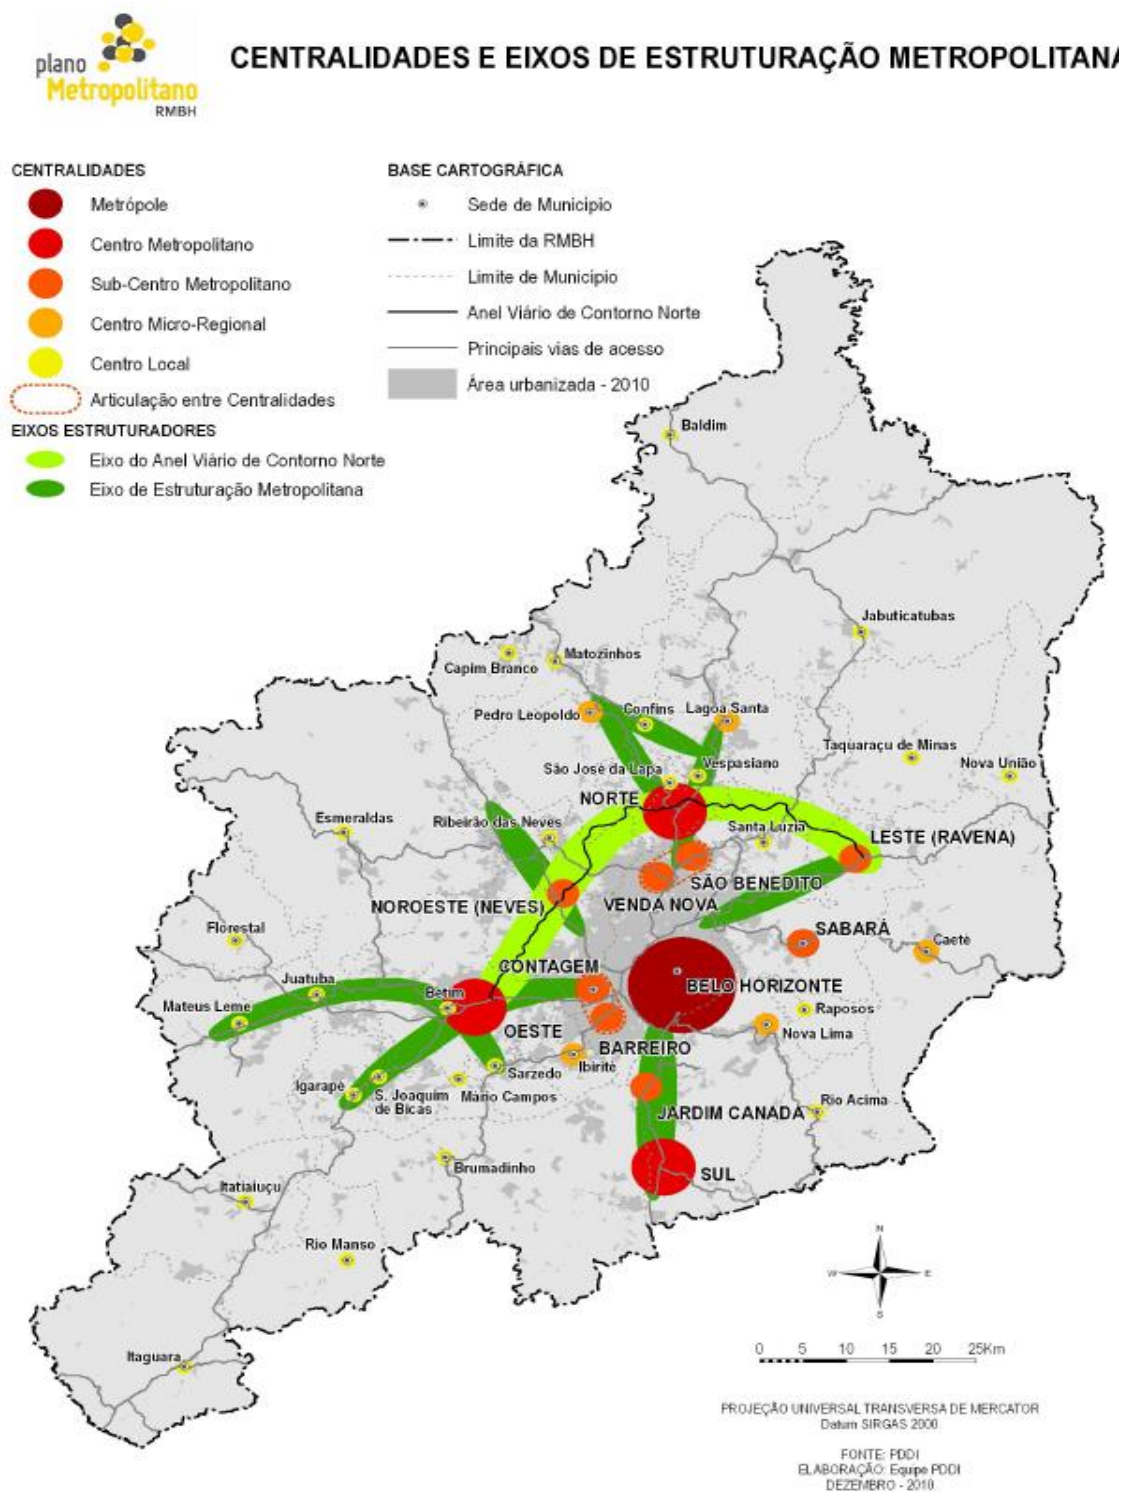 plano
Metropolitano
RMBH
CENTRALIDADES E EIXOS DE ESTRUTURAÇÃO METROPOLITANA
CENTRALIDADES
Metrópole
Centro Metropolitano
Sub-Centro Metropolitano
Centro Micro-Regional
Centro Local
Articulação entre Centralidades
EIXOS ESTRUTURADORES
Eixo do Anel Viário de Contorno Norte
Eixo de Estruturação Metropolitana
BASE CARTOGRÁFICA
Sede de Município
Limite da RMBH
Limite de Município
Anel Viário de Contorno Norte
Principais vias de acesso
Área urbanizada - 2010
Baldim
Jabuticatubas
Matozinhos
Capim Branco
Pedro Leopoldo
Confins
Lagoa Santa
Taquaraçu de Minas
Nova União
São José da Lapa
Vespasiano
NORTE
Esmeraldas
Ribeirão das Neves
Santa Luzia
LESTE (RAVENA)
SÃO BENEDITO
NOROESTE (NEVES)
VENDA NOVA
Florestal
SABARÁ
Caeté
CONTAGEM
Juatuba
Betim
BELO HORIZONTE
Mateus Leme
Raposos
OESTE
Nova Lima
BARREIRO
Ibirité
Sarzedo
Igarapé
S. Joaquim
de Bicas
Mário Campos
Rio Acima
JARDIM CANADÁ
Brumadinho
SUL
Itatiaiuçu
Rio Manso
Itaguara
N
W
E
S
0 5 10 15 20 25Km
PROJEÇÃO UNIVERSAL TRANSVERSA DE MERCATOR
Datum SIRGAS 2000
FONTE: PDDI
ELABORAÇÃO: Equipe PDDI
DEZEMBRO - 2010